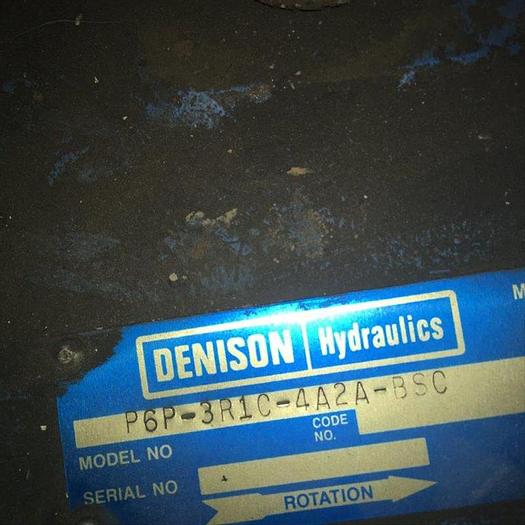 DENISON Hydraulics
P6P-3R1C-4A2A-BSC
MODEL NO
CODE NO.
SERIAL NO
ROTATION